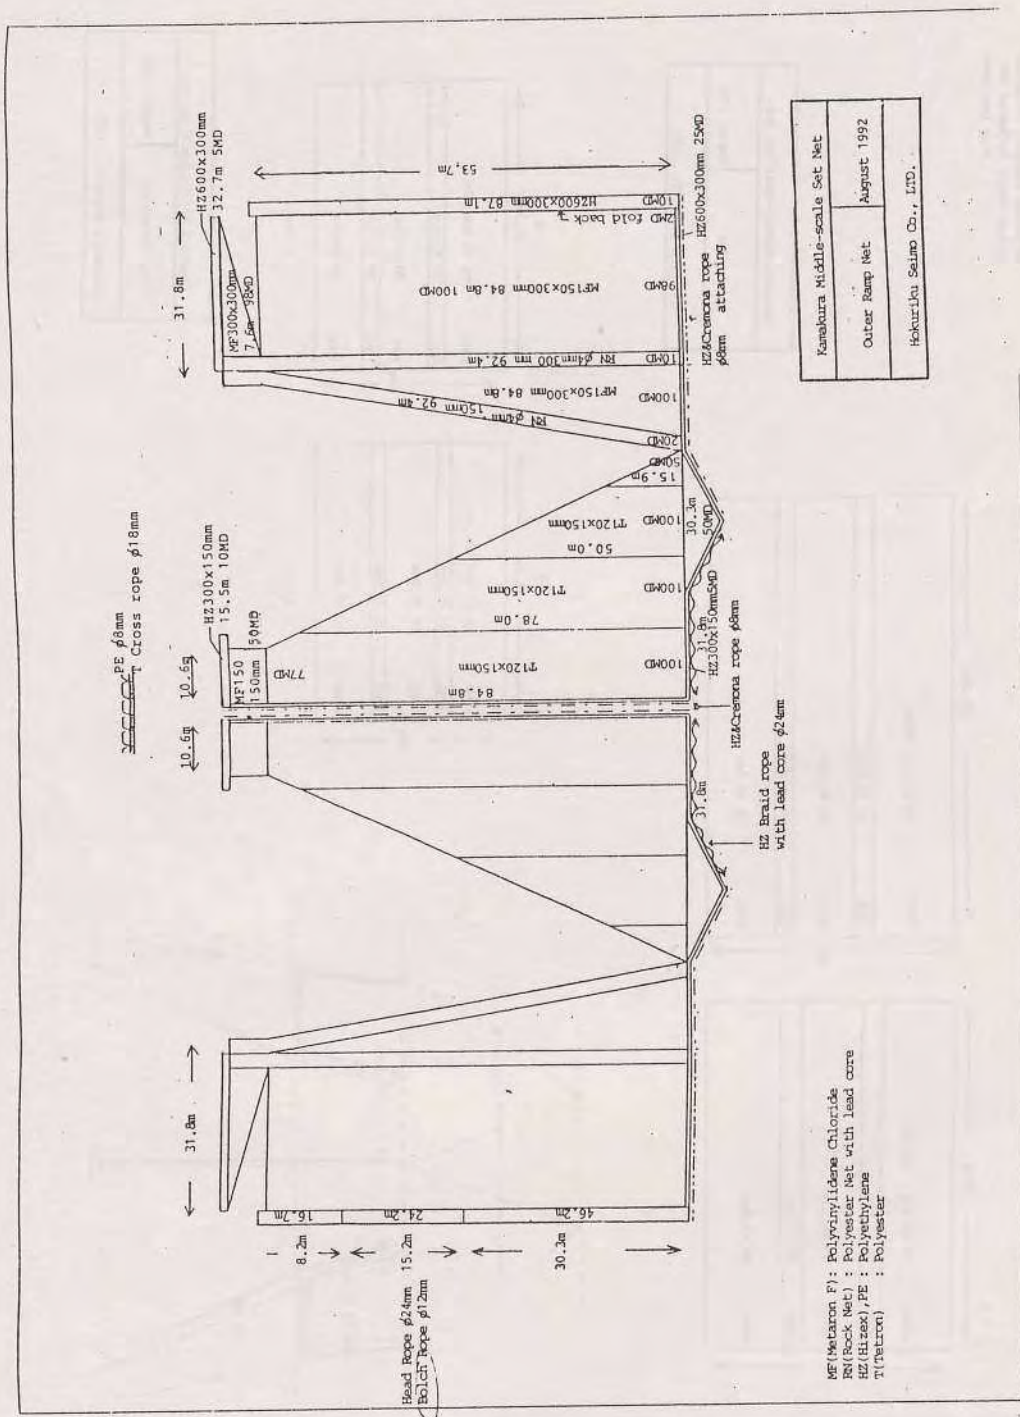 PE φ8mm
T Cross rope φ18mm
HZ300x150mm
15.5m 10MD
10.6m
10.6m
MF150
150mm
50MD
77MD
84.8m
T120x150mm
100MD
78.0m
T120x150mm
100MD
50.0m
T120x150mm
100MD
15.9m
50MD
20MD
RN φ4mm 150mm 92.4m
MF150x300mm 84.8m
100MD
RN φ4mm 300 mm 92.4m
10MD
MF150x300mm 84.8m 100MD
98MD
2MD fold back
HZ600x300mm 87.1m
10MD
53,7m
31.8m
HZ600x300mm
32.7m 5MD
MF300x300mm
7.6m 98MD
HZ600x300mm 25MD
HZ&Cremona rope
φ8mm attaching
30.3m
50MD
31.8m
HZ300x150mm5MD
HZ&Cremona rope φ8mm
31.8m
HZ Braid rope
with lead core φ24mm
31.8m
16.7m
24.2m
46.2m
8.2m
15.2m
30.3m
Head Rope φ24mm
Bolch Rope φ12mm
MF(Metaron F): Polyvinylidene Chloride
RN(Rock Net) : Polyester Net with lead core
HZ(Hizex),PE : Polyethylene
T(Tetron) : Polyester
Kamakura Middle-scale Set Net
Outer Ramp Net
August 1992
Hokuriku Seimo Co., LTD.